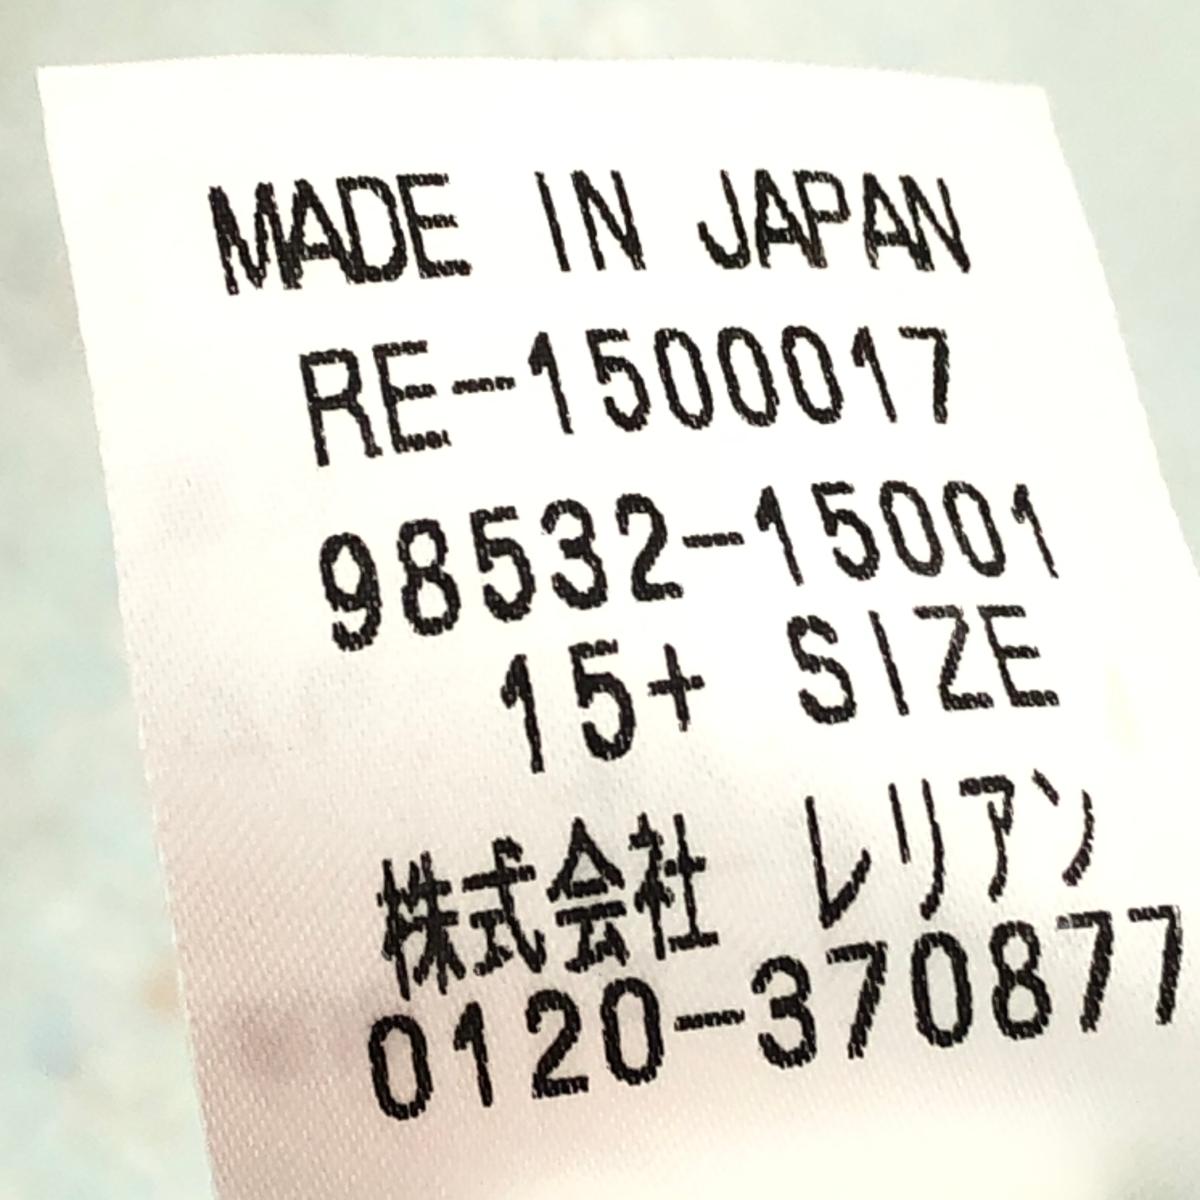 MADE IN JAPAN
RE-1500017
98532-15001
15+ SIZE
株式会社 レリアン
0120-370877